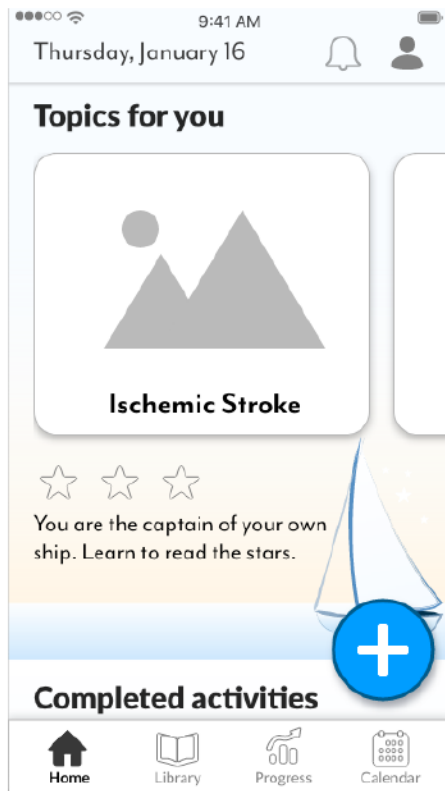 9:41 AM
Thursday, January 16
Topics for you
Ischemic Stroke
You are the captain of your own
ship. Learn to read the stars.
Completed activities
Home
Library
Progress
Calendar